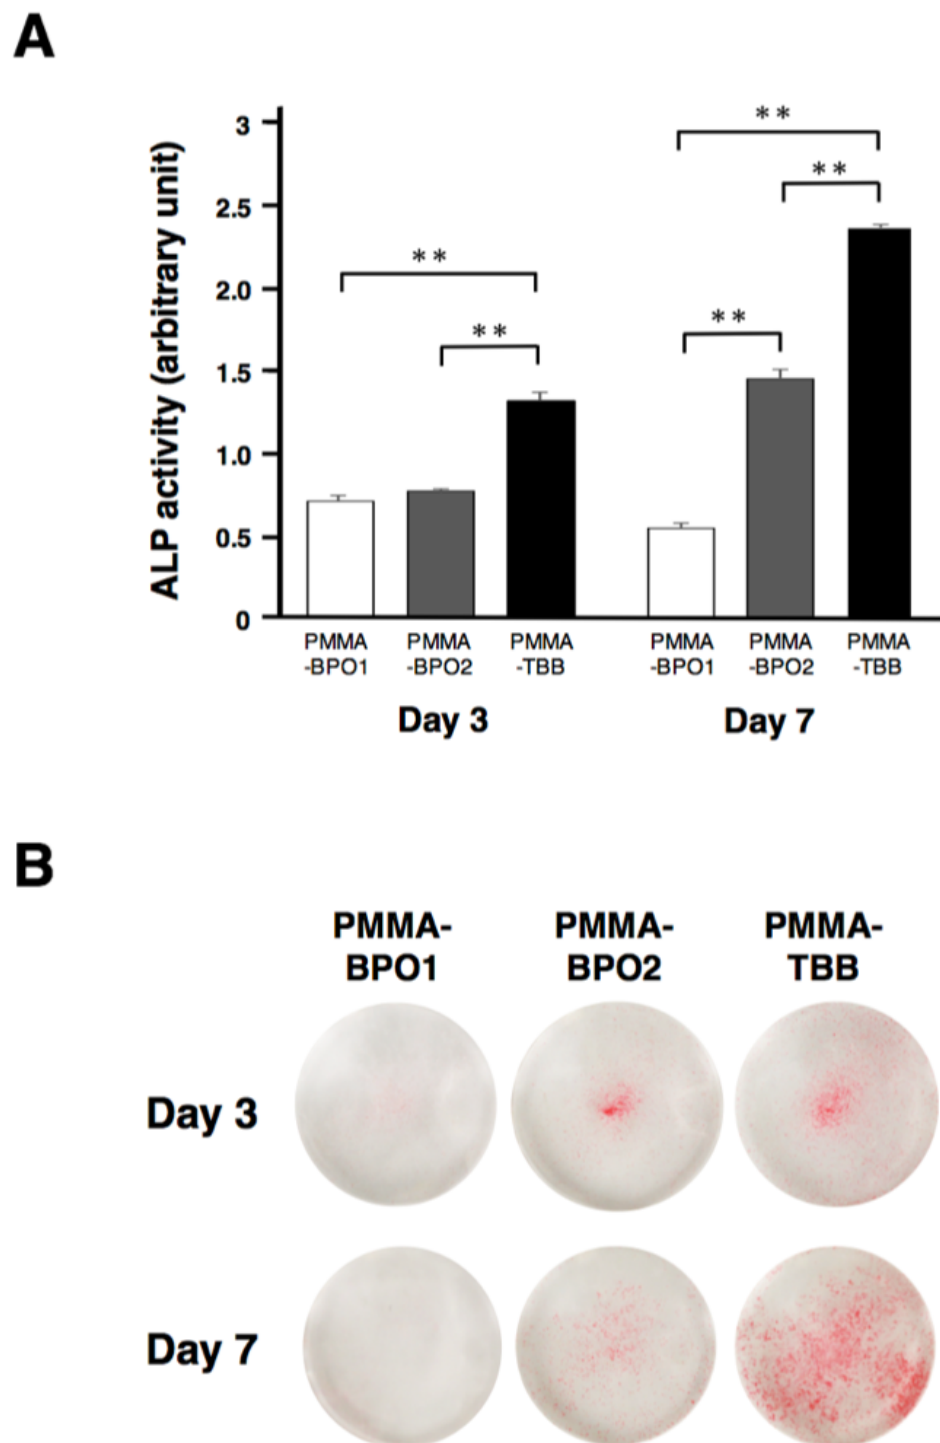 A
ALP activity (arbitrary unit)
3
2.5
2.0
1.5
1.0
0.5
0
**
**
**
**
**
PMMA
-BPO1
PMMA
-BPO2
PMMA
-TBB
PMMA
-BPO1
PMMA
-BPO2
PMMA
-TBB
Day 3
Day 7
B
PMMA-
BPO1
PMMA-
BPO2
PMMA-
TBB
Day 3
Day 7